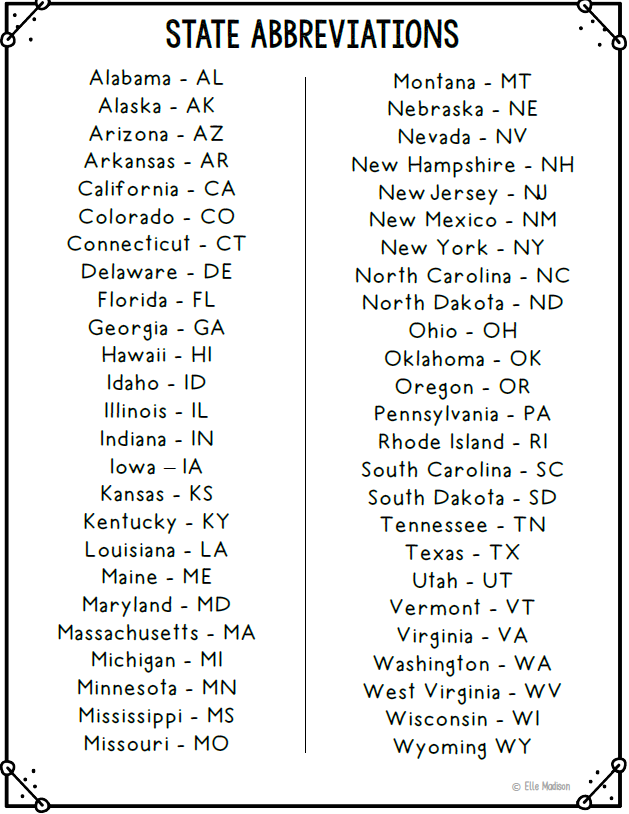 STATE ABBREVIATIONS
Alabama - AL
Alaska - AK
Arizona - AZ
Arkansas - AR
California - CA
Colorado - CO
Connecticut - CT
Delaware - DE
Florida - FL
Georgia - GA
Hawaii - HI
Idaho - ID
Illinois - IL
Indiana - IN
Iowa – IA
Kansas - KS
Kentucky - KY
Louisiana - LA
Maine - ME
Maryland - MD
Massachusetts - MA
Michigan - MI
Minnesota - MN
Mississippi - MS
Missouri - MO
Montana - MT
Nebraska - NE
Nevada - NV
New Hampshire - NH
New Jersey - NJ
New Mexico - NM
New York - NY
North Carolina - NC
North Dakota - ND
Ohio - OH
Oklahoma - OK
Oregon - OR
Pennsylvania - PA
Rhode Island - RI
South Carolina - SC
South Dakota - SD
Tennessee - TN
Texas - TX
Utah - UT
Vermont - VT
Virginia - VA
Washington - WA
West Virginia - WV
Wisconsin - WI
Wyoming WY
© Elle Madison